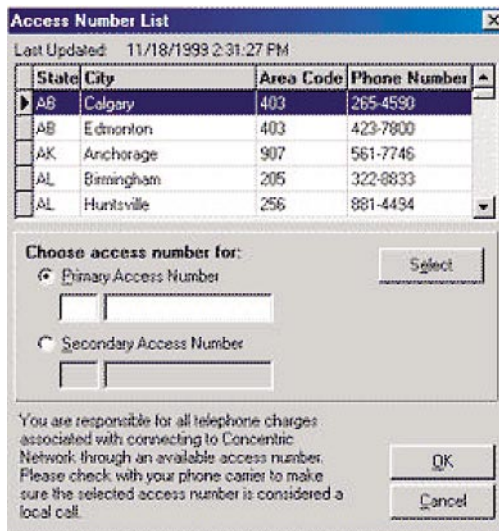 Access Number List
Last Updated: 11/18/1999 2:31:27 PM
State City Area Code Phone Number
AB Calgary 403 265-4590
AB Edmonton 403 423-7800
AK Anchorage 907 561-7746
AL Birmingham 205 322-8833
AL Huntsville 256 881-4494
Choose access number for:
Primary Access Number
Select
Secondary Access Number
You are responsible for all telephone charges
associated with connecting to Concentric
Network through an available access number.
Please check with your phone carrier to make
sure the selected access number is considered a
local call.
OK
Cancel